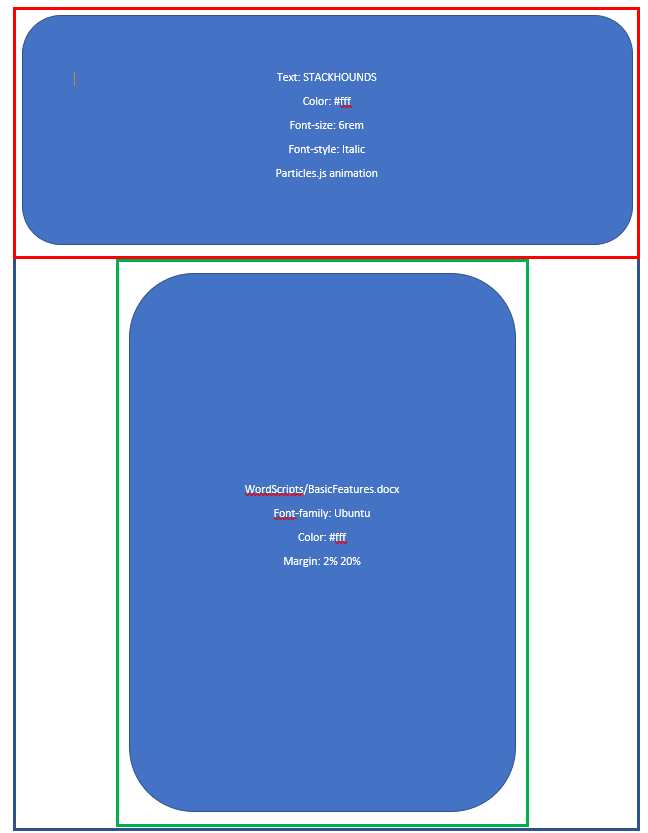 Text: STACKHOUNDS
Color: #fff
Font-size: 6rem
Font-style: Italic
Particles.js animation
WordScripts/BasicFeatures.docx
Font-family: Ubuntu
Color: #fff
Margin: 2% 20%